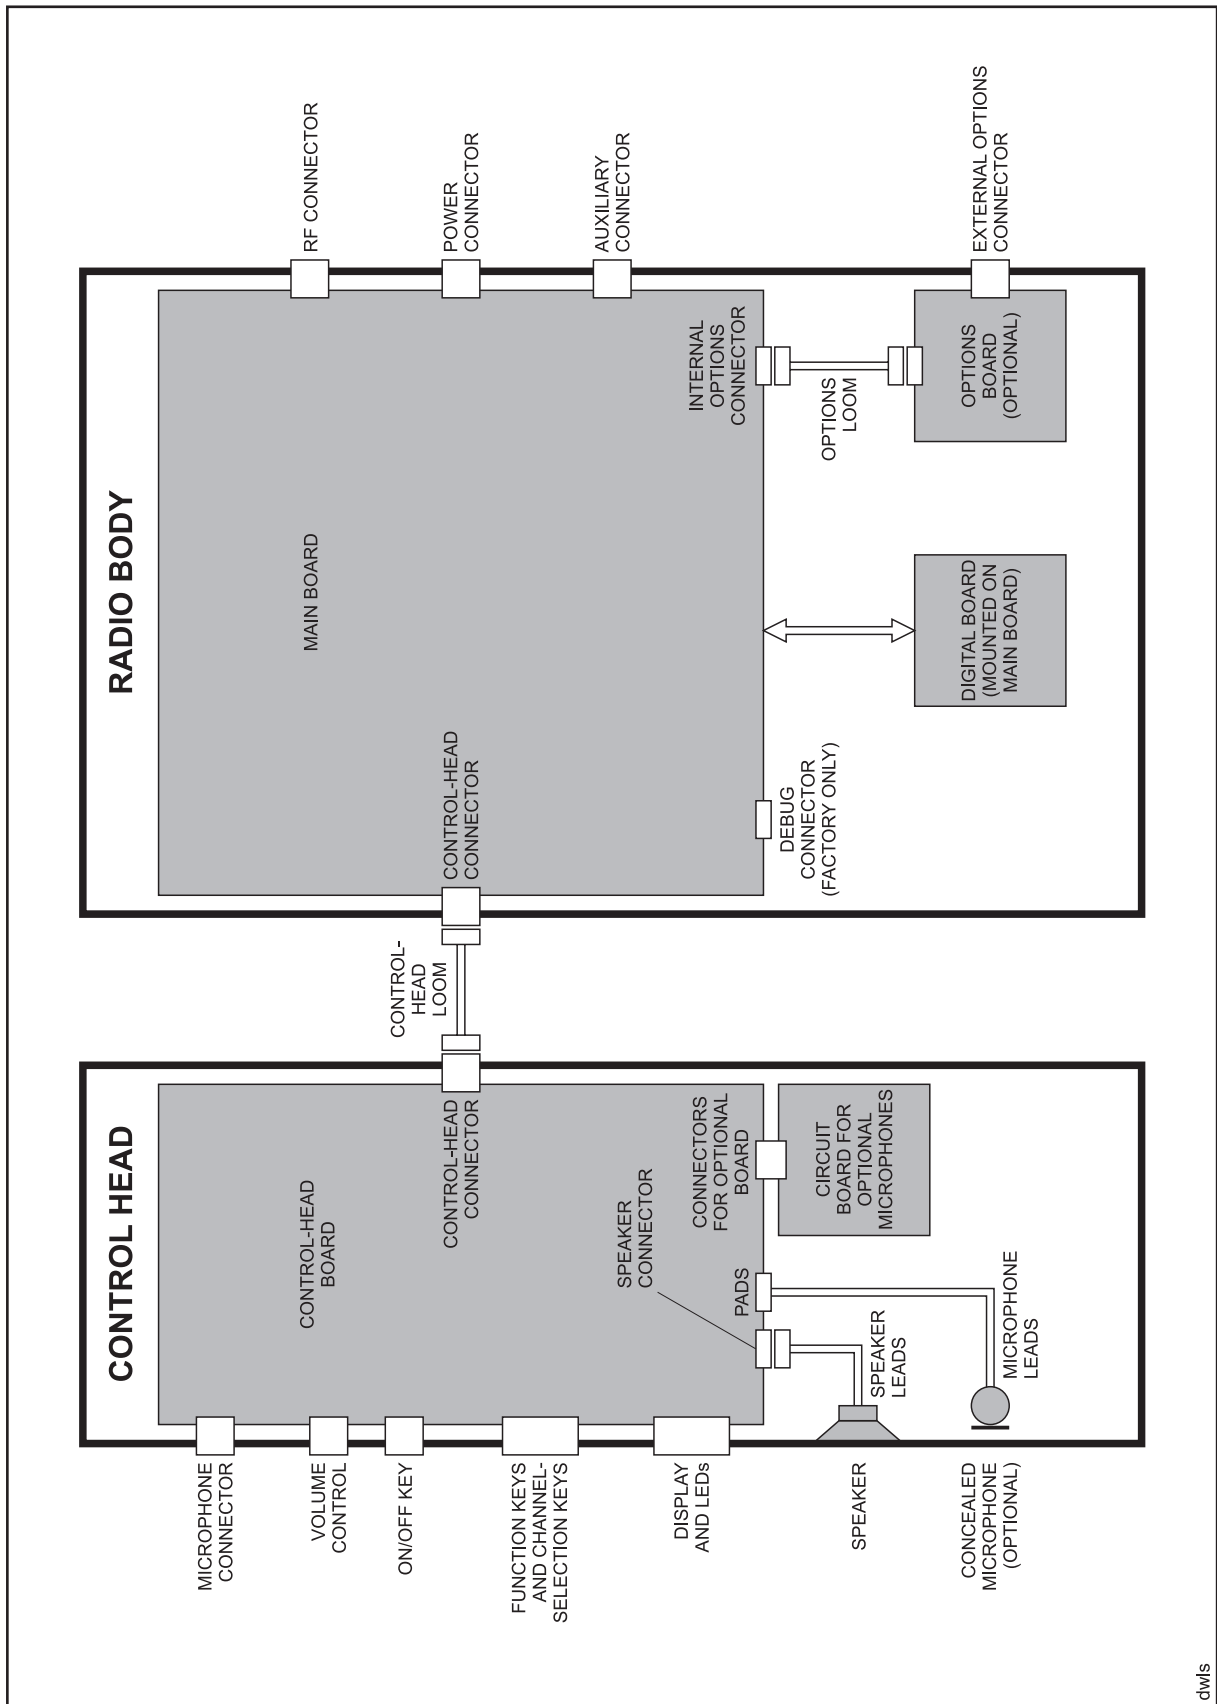 CONTROL HEAD
MICROPHONE
CONNECTOR
VOLUME
CONTROL
ON/OFF KEY
FUNCTION KEYS
AND CHANNEL-
SELECTION KEYS
DISPLAY
AND LEDs
SPEAKER
CONCEALED
MICROPHONE
(OPTIONAL)
CONTROL-HEAD
BOARD
CONTROL-HEAD
CONNECTOR
SPEAKER
CONNECTOR
PADS
CONNECTORS
FOR OPTIONAL
BOARD
SPEAKER
LEADS
MICROPHONE
LEADS
CIRCUIT
BOARD FOR
OPTIONAL
MICROPHONES
CONTROL-
HEAD
LOOM
RADIO BODY
MAIN BOARD
CONTROL-HEAD
CONNECTOR
INTERNAL
OPTIONS
CONNECTOR
DEBUG
CONNECTOR
(FACTORY ONLY)
OPTIONS
LOOM
DIGITAL BOARD
(MOUNTED ON
MAIN BOARD)
OPTIONS
BOARD
(OPTIONAL)
RF CONNECTOR
POWER
CONNECTOR
AUXILIARY
CONNECTOR
EXTERNAL OPTIONS
CONNECTOR
dwls